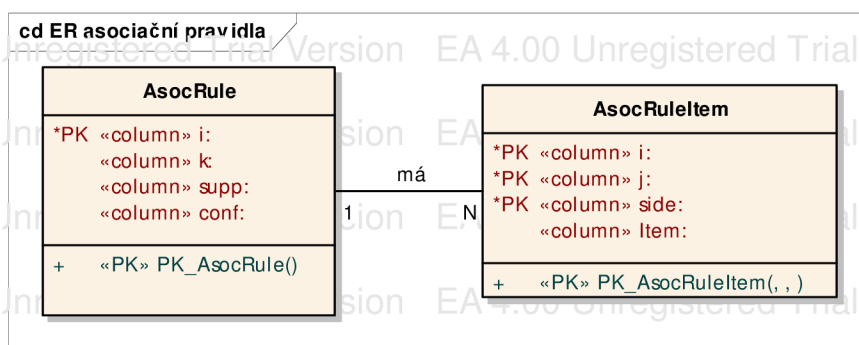 cd ER asociační pravidla
Unregistered Trial Version EA 4.00 Unregistered Trial
AsocRule
*PK «column» i:
«column» k:
«column» supp:
«column» conf:
+ «PK» PK_AsocRule()
má
1
N
AsocRuleItem
*PK «column» i:
*PK «column» j:
*PK «column» side:
«column» Item:
+ «PK» PK_AsocRuleItem(, , )